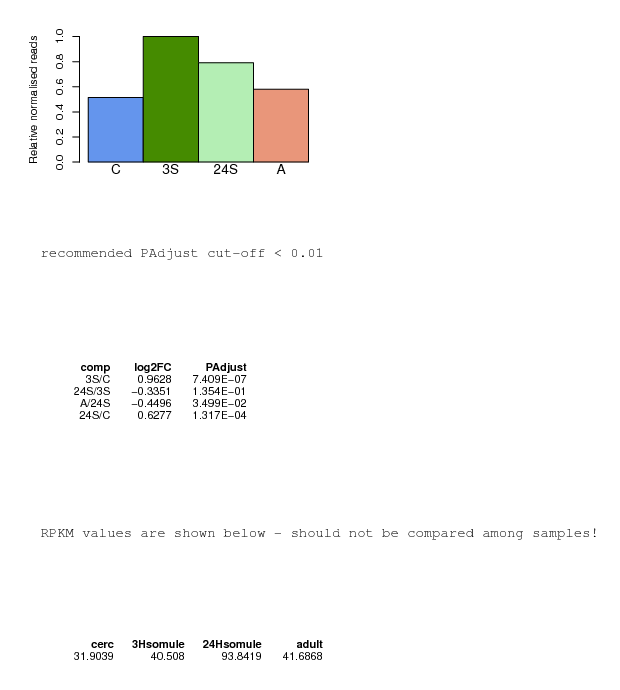 Relative normalised reads
1.0
0.8
0.6
0.4
0.2
0.0
C 3S 24S A
recommended PAdjust cut-off < 0.01
comp log2FC PAdjust
3S/C 0.9628 7.409E-07
24S/3S -0.3351 1.354E-01
A/24S -0.4496 3.499E-02
24S/C 0.6277 1.317E-04
RPKM values are shown below - should not be compared among samples!
cerc 3Hsomule 24Hsomule adult
31.9039 40.508 93.8419 41.6868